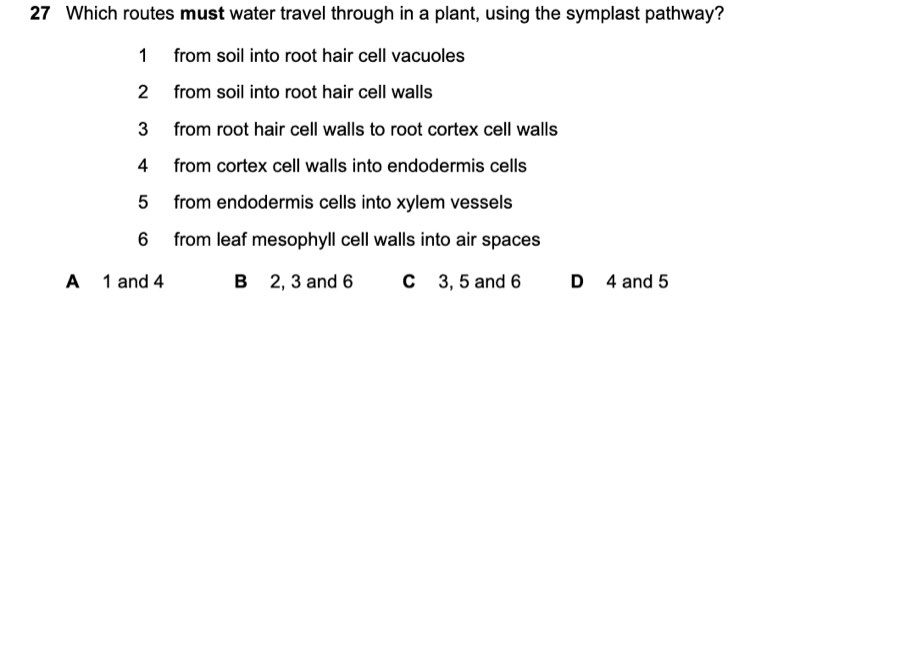 27 Which routes must water travel through in a plant, using the symplast pathway?
1 from soil into root hair cell vacuoles
2 from soil into root hair cell walls
3 from root hair cell walls to root cortex cell walls
4 from cortex cell walls into endodermis cells
5 from endodermis cells into xylem vessels
6 from leaf mesophyll cell walls into air spaces
A 1 and 4 B 2, 3 and 6 C 3, 5 and 6 D 4 and 5